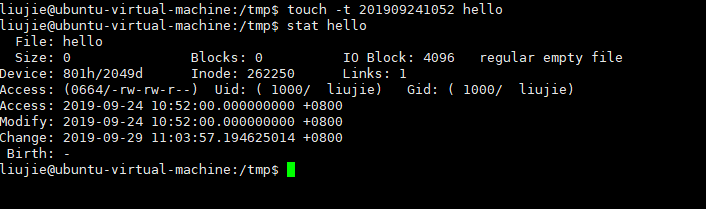 liujie@ubuntu-virtual-machine:/tmp$ touch -t 201909241052 hello
liujie@ubuntu-virtual-machine:/tmp$ stat hello
  File: hello
  Size: 0               Blocks: 0          IO Block: 4096   regular empty file
Device: 801h/2049d      Inode: 262250      Links: 1
Access: (0664/-rw-rw-r--)  Uid: ( 1000/  liujie)   Gid: ( 1000/  liujie)
Access: 2019-09-24 10:52:00.000000000 +0800
Modify: 2019-09-24 10:52:00.000000000 +0800
Change: 2019-09-29 11:03:57.194625014 +0800
 Birth: -
liujie@ubuntu-virtual-machine:/tmp$